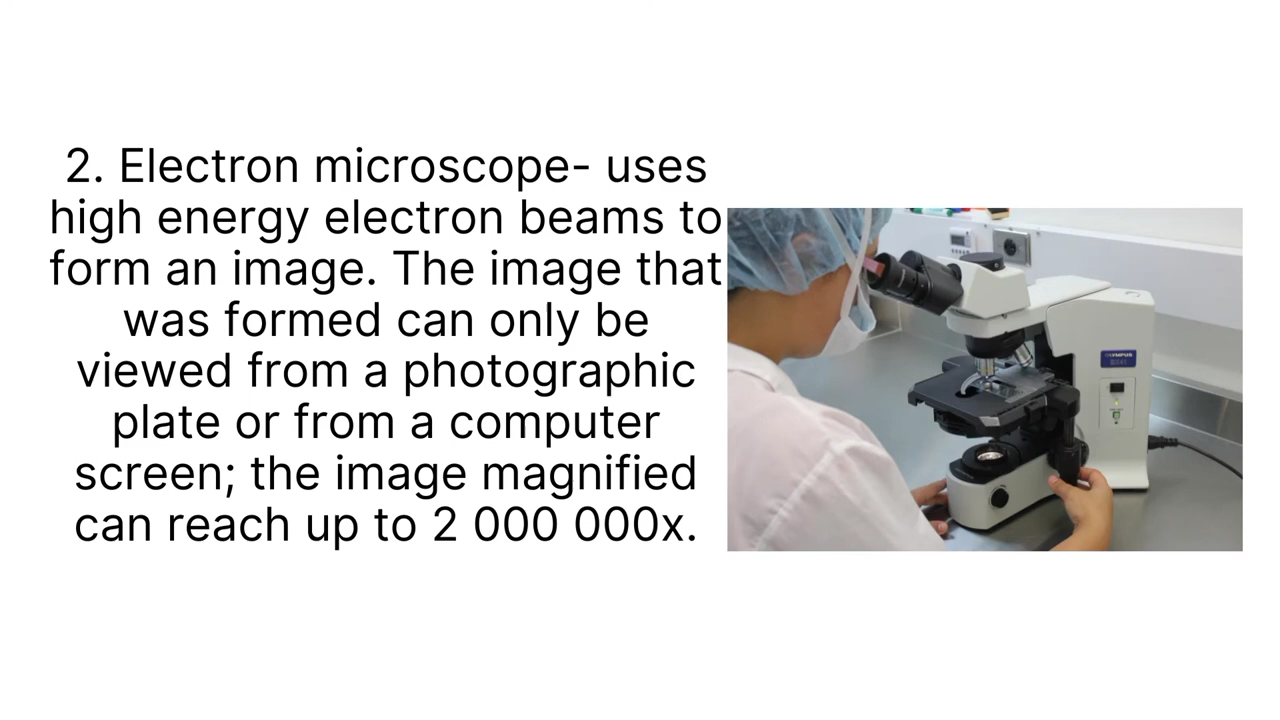 2. Electron microscope- uses
high energy electron beams to
form an image. The image that
was formed can only be
viewed from a photographic
plate or from a computer
screen; the image magnified
can reach up to 2 000 000x.
OLYMPUS